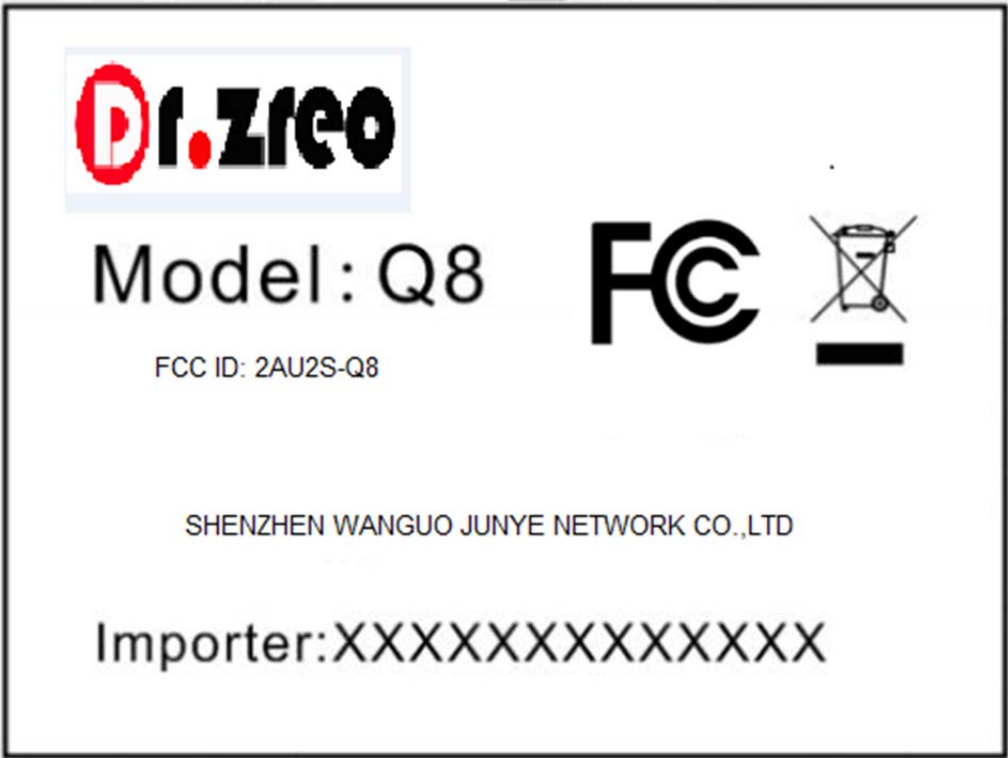 Dr.zreo
Model: Q8
FC
FCC ID: 2AU2S-Q8
SHENZHEN WANGUO JUNYE NETWORK CO.,LTD
Importer:XXXXXXXXXXXXXX